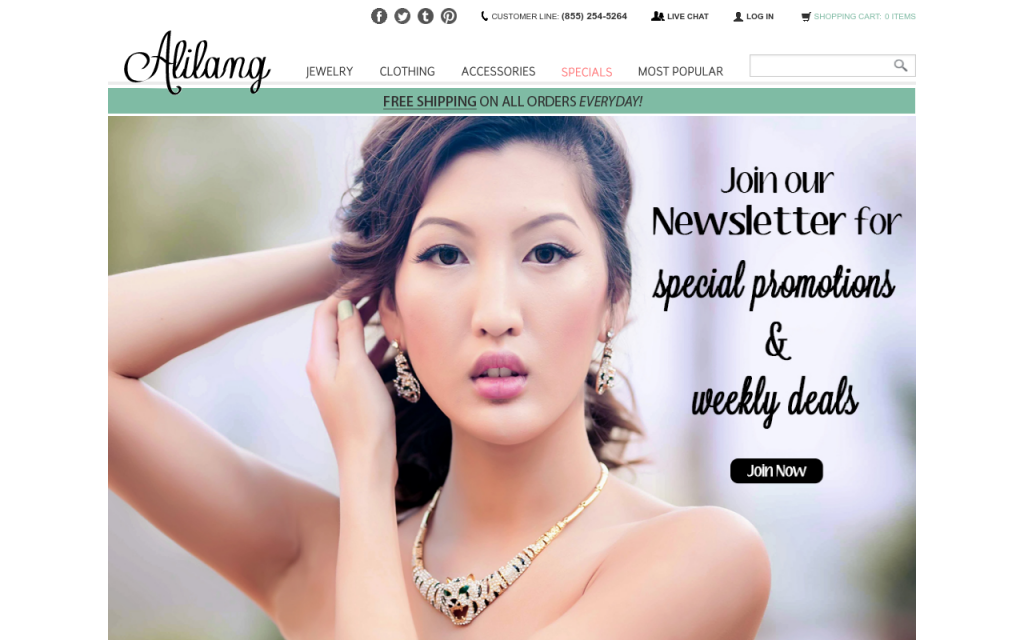 CUSTOMER LINE: (855) 254-5264 LIVE CHAT LOG IN SHOPPING CART: 0 ITEMS
Alilang
JEWELRY CLOTHING ACCESSORIES SPECIALS MOST POPULAR
FREE SHIPPING ON ALL ORDERS EVERYDAY!
Join our
Newsletter for
special promotions
&
weekly deals
Join Now